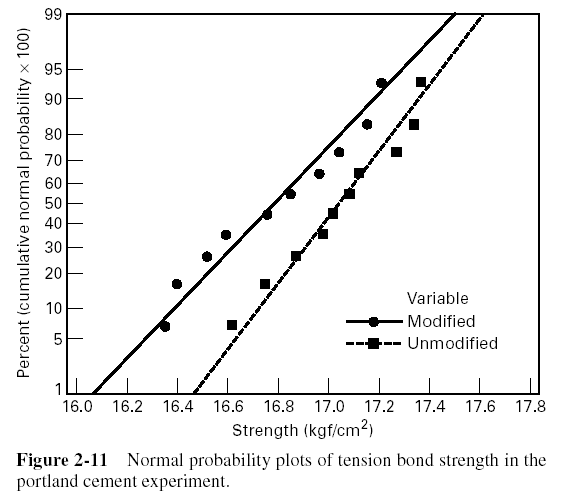 Percent (cumulative normal probability × 100)
99
95
90
80
70
60
50
40
30
20
10
5
1
Variable
Modified
Unmodified
16.0 16.2 16.4 16.6 16.8 17.0 17.2 17.4 17.6 17.8
Strength (kgf/cm²)
Figure 2-11 Normal probability plots of tension bond strength in the
portland cement experiment.